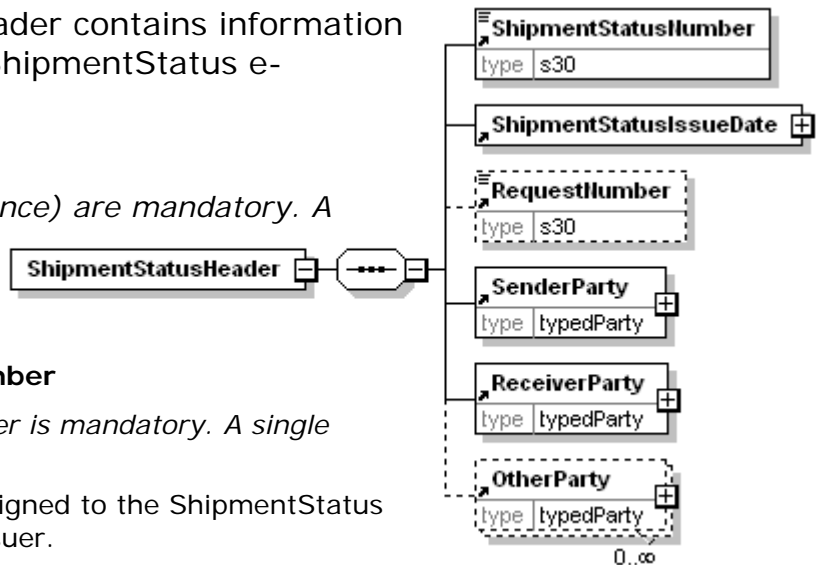 ader contains information
ShipmentStatus e-
nce) are mandatory. A
nber
er is mandatory. A single
igned to the ShipmentStatus
uer.
ShipmentStatusHeader
ShipmentStatusNumber
type s30
ShipmentStatusIssueDate
RequestNumber
type s30
SenderParty
type typedParty
ReceiverParty
type typedParty
OtherParty
type typedParty
0..∞